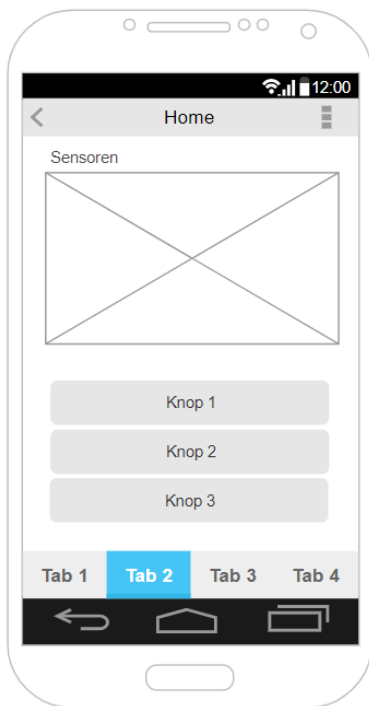 12:00
Home
Sensoren
Knop 1
Knop 2
Knop 3
Tab 1 Tab 2 Tab 3 Tab 4